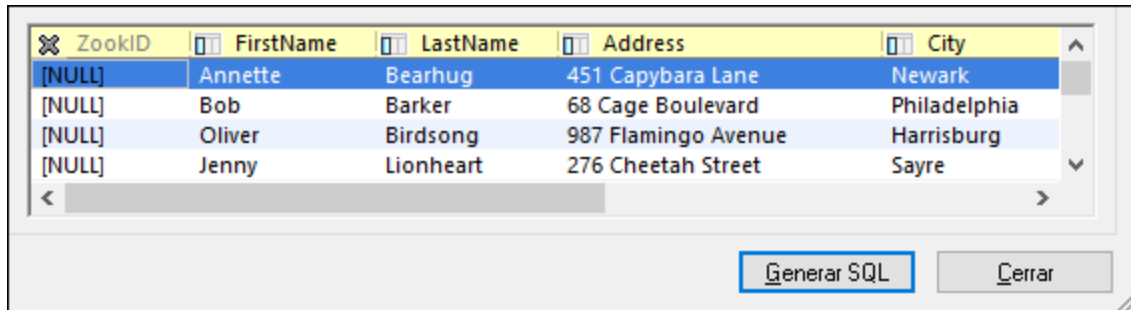 ZookID FirstName LastName Address City
[NULL] Annette Bearhug 451 Capybara Lane Newark
[NULL] Bob Barker 68 Cage Boulevard Philadelphia
[NULL] Oliver Birdsong 987 Flamingo Avenue Harrisburg
[NULL] Jenny Lionheart 276 Cheetah Street Sayre
Generar SQL Cerrar